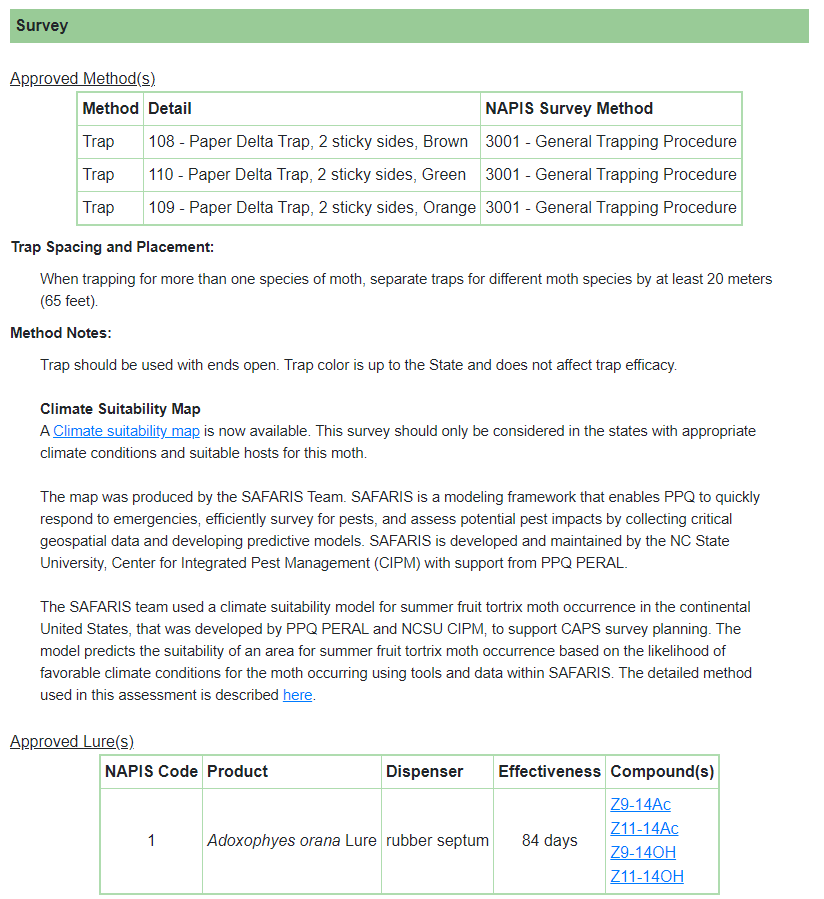 Survey
Approved Method(s)
Method Detail NAPIS Survey Method
Trap 108 - Paper Delta Trap, 2 sticky sides, Brown 3001 - General Trapping Procedure
Trap 110 - Paper Delta Trap, 2 sticky sides, Green 3001 - General Trapping Procedure
Trap 109 - Paper Delta Trap, 2 sticky sides, Orange 3001 - General Trapping Procedure
Trap Spacing and Placement:
When trapping for more than one species of moth, separate traps for different moth species by at least 20 meters
(65 feet).
Method Notes:
Trap should be used with ends open. Trap color is up to the State and does not affect trap efficacy.
Climate Suitability Map
A Climate suitability map is now available. This survey should only be considered in the states with appropriate
climate conditions and suitable hosts for this moth.
The map was produced by the SAFARIS Team. SAFARIS is a modeling framework that enables PPQ to quickly
respond to emergencies, efficiently survey for pests, and assess potential pest impacts by collecting critical
geospatial data and developing predictive models. SAFARIS is developed and maintained by the NC State
University, Center for Integrated Pest Management (CIPM) with support from PPQ PERAL.
The SAFARIS team used a climate suitability model for summer fruit tortrix moth occurrence in the continental
United States, that was developed by PPQ PERAL and NCSU CIPM, to support CAPS survey planning. The
model predicts the suitability of an area for summer fruit tortrix moth occurrence based on the likelihood of
favorable climate conditions for the moth occurring using tools and data within SAFARIS. The detailed method
used in this assessment is described here.
Approved Lure(s)
NAPIS Code Product Dispenser Effectiveness Compound(s)
1 Adoxophyes orana Lure rubber septum 84 days Z9-14Ac
Z11-14Ac
Z9-14OH
Z11-14OH